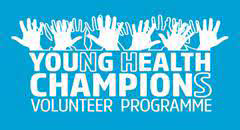 YOUNG HEALTH
CHAMPIONS
VOLUNTEER PROGRAMME